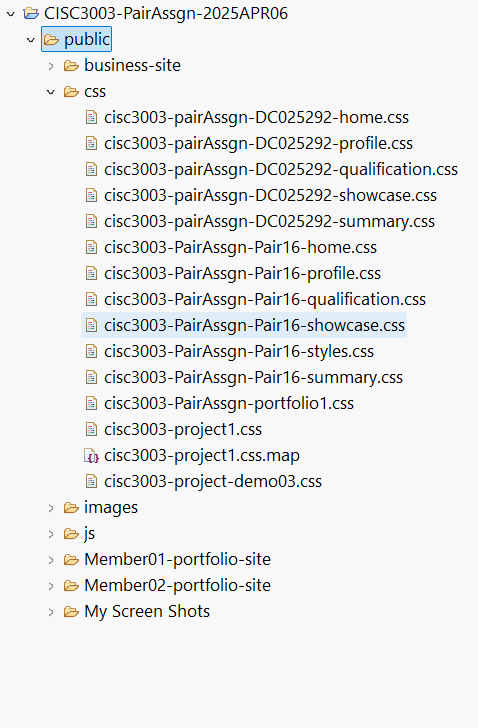 CISC3003-PairAssgn-2025APR06
public
business-site
css
cisc3003-pairAssgn-DC025292-home.css
cisc3003-pairAssgn-DC025292-profile.css
cisc3003-pairAssgn-DC025292-qualification.css
cisc3003-pairAssgn-DC025292-showcase.css
cisc3003-pairAssgn-DC025292-summary.css
cisc3003-PairAssgn-Pair16-home.css
cisc3003-PairAssgn-Pair16-profile.css
cisc3003-PairAssgn-Pair16-qualification.css
cisc3003-PairAssgn-Pair16-showcase.css
cisc3003-PairAssgn-Pair16-styles.css
cisc3003-PairAssgn-Pair16-summary.css
cisc3003-PairAssgn-portfolio1.css
cisc3003-project1.css
cisc3003-project1.css.map
cisc3003-project-demo03.css
images
js
Member01-portfolio-site
Member02-portfolio-site
My Screen Shots